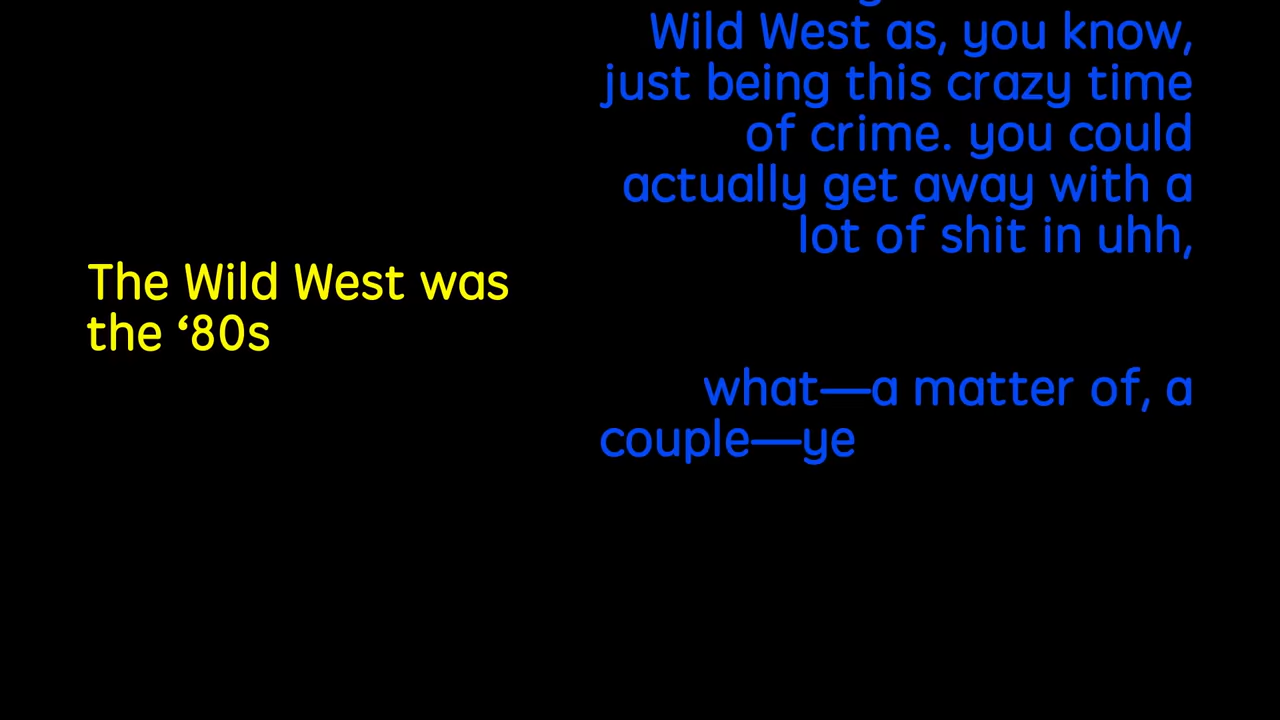 Wild West as, you know,
just being this crazy time
of crime. you could
actually get away with a
lot of shit in uhh,
The Wild West was
the ‘80s
what—a matter of, a
couple—ye